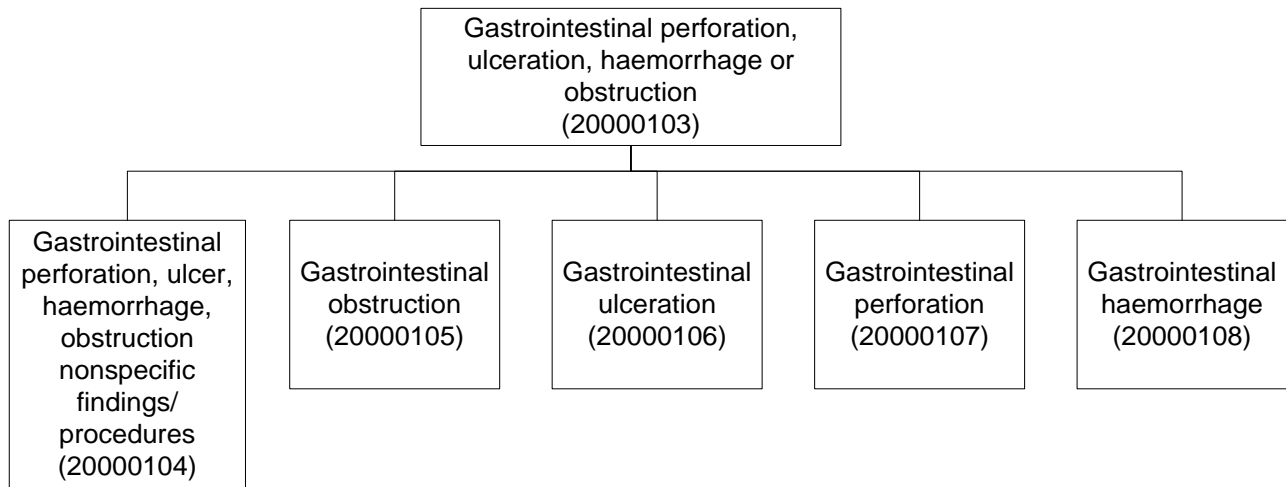 Gastrointestinal perforation,
ulceration, haemorrhage or
obstruction
(20000103)
Gastrointestinal
perforation, ulcer,
haemorrhage,
obstruction
nonspecific
findings/
procedures
(20000104)
Gastrointestinal
obstruction
(20000105)
Gastrointestinal
ulceration
(20000106)
Gastrointestinal
perforation
(20000107)
Gastrointestinal
haemorrhage
(20000108)